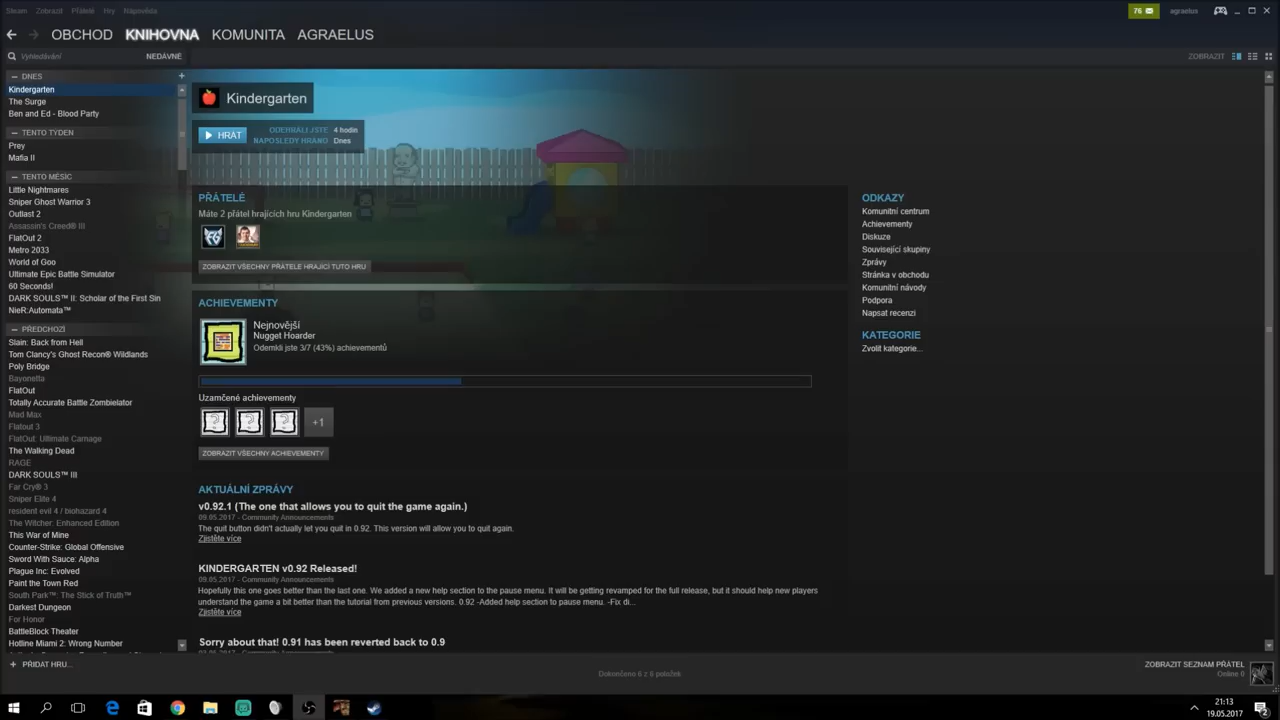 Steam Zobrazit Přátelé Hry Nápověda
76
agraelus
OBCHOD KNIHOVNA KOMUNITA AGRAELUS
Vyhledávání
NEDÁVNÉ
ZOBRAZIT
— DNES +
Kindergarten
The Surge
Ben and Ed - Blood Party
— TENTO TÝDEN
Prey
Mafia II
— TENTO MĚSÍC
Little Nightmares
Sniper Ghost Warrior 3
Outlast 2
Assassin's Creed® III
FlatOut 2
Metro 2033
World of Goo
Ultimate Epic Battle Simulator
60 Seconds!
DARK SOULS™ II: Scholar of the First Sin
NieR:Automata™
— PŘEDCHOZÍ
Slain: Back from Hell
Tom Clancy's Ghost Recon® Wildlands
Poly Bridge
Bayonetta
FlatOut
Totally Accurate Battle Zombielator
Mad Max
Flatout 3
FlatOut: Ultimate Carnage
The Walking Dead
RAGE
DARK SOULS™ III
Far Cry® 3
Sniper Elite 4
resident evil 4 / biohazard 4
The Witcher: Enhanced Edition
This War of Mine
Counter-Strike: Global Offensive
Sword With Sauce: Alpha
Plague Inc: Evolved
Paint the Town Red
South Park™: The Stick of Truth™
Darkest Dungeon
For Honor
BattleBlock Theater
Hotline Miami 2: Wrong Number
+ PŘIDAT HRU...
Kindergarten
HRÁT
ODEHRÁLI JSTE 4 hodin
NAPOSLEDY HRÁNO Dnes
PŘÁTELÉ
Máte 2 přátel hrajících hru Kindergarten
ZOBRAZIT VŠECHNY PŘÁTELE HRAJÍCÍ TUTO HRU
ACHIEVEMENTY
Nejnovější
Nugget Hoarder
Odemkli jste 3/7 (43%) achievementů
Uzamčené achievementy
+1
ZOBRAZIT VŠECHNY ACHIEVEMENTY
AKTUÁLNÍ ZPRÁVY
v0.92.1 (The one that allows you to quit the game again.)
09.05.2017 - Community Announcements
The quit button didn't actually let you quit in 0.92. This version will allow you to quit again.
Zjistěte více
KINDERGARTEN v0.92 Released!
09.05.2017 - Community Announcements
Hopefully this one goes better than the last one. We added a new help section to the pause menu. It will be getting revamped for the full release, but it should help new players
understand the game a bit better than the tutorial from previous versions. 0.92 -Added help section to pause menu. -Fix di...
Zjistěte více
Sorry about that! 0.91 has been reverted back to 0.9
ODKAZY
Komunitní centrum
Achievementy
Diskuze
Související skupiny
Zprávy
Stránka v obchodu
Komunitní návody
Podpora
Napsat recenzi
KATEGORIE
Zvolit kategorie...
Dokončeno 6 z 6 položek
ZOBRAZIT SEZNAM PŘÁTEL
Online 0
21:13
19.05.2017
2